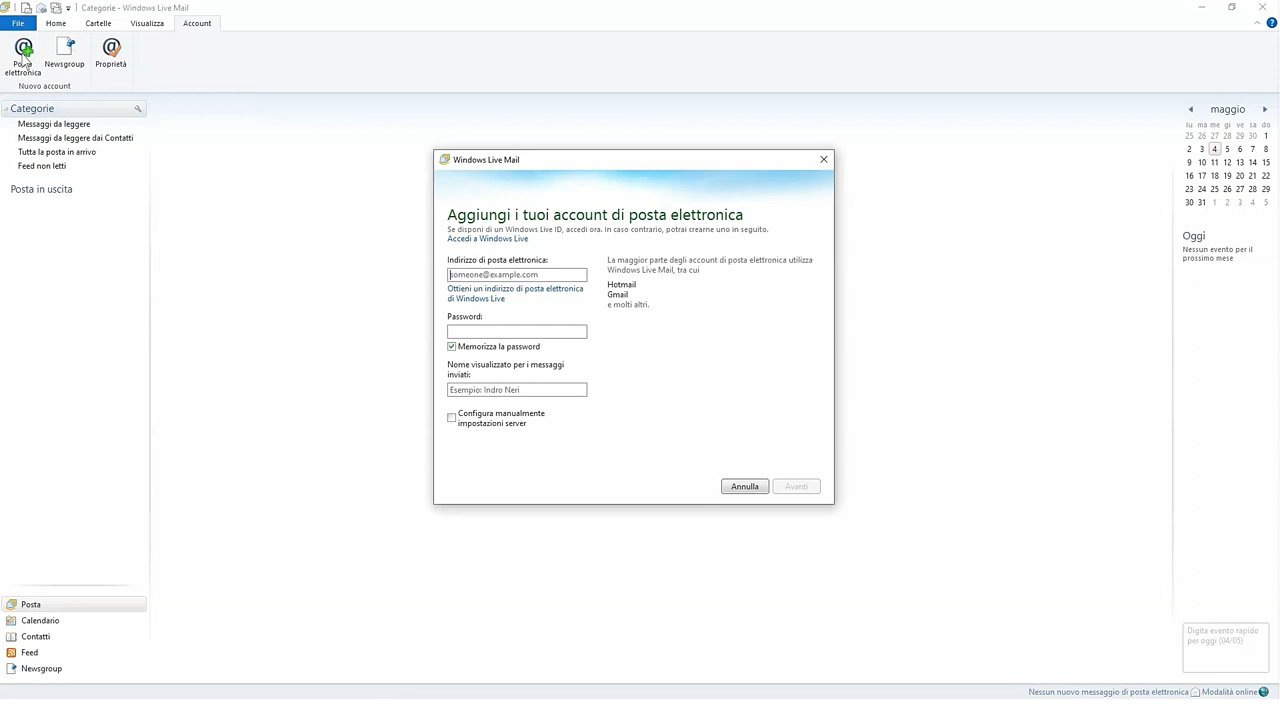 Categorie - Windows Live Mail
File Home Cartelle Visualizza Account
Posta elettronica
Newsgroup
Proprietà
Nuovo account
Categorie
Messaggi da leggere
Messaggi da leggere dai Contatti
Tutta la posta in arrivo
Feed non letti
Posta in uscita
Windows Live Mail
Aggiungi i tuoi account di posta elettronica
Se disponi di un Windows Live ID, accedi ora. In caso contrario, potrai crearne uno in seguito.
Accedi a Windows Live
Indirizzo di posta elettronica:
someone@example.com
Ottieni un indirizzo di posta elettronica
di Windows Live
Password:
Memorizza la password
Nome visualizzato per i messaggi
inviati:
Esempio: Indro Neri
Configura manualmente
impostazioni server
La maggior parte degli account di posta elettronica utilizza
Windows Live Mail, tra cui
Hotmail
Gmail
e molti altri.
Annulla Avanti
maggio
lu ma me gi ve sa do
25 26 27 28 29 30 1
2 3 4 5 6 7 8
9 10 11 12 13 14 15
16 17 18 19 20 21 22
23 24 25 26 27 28 29
30 31 1 2 3 4 5
Oggi
Nessun evento per il
prossimo mese
Posta
Calendario
Contatti
Feed
Newsgroup
Digita evento rapido
per oggi (04/05)
Nessun nuovo messaggio di posta elettronica Modalità online